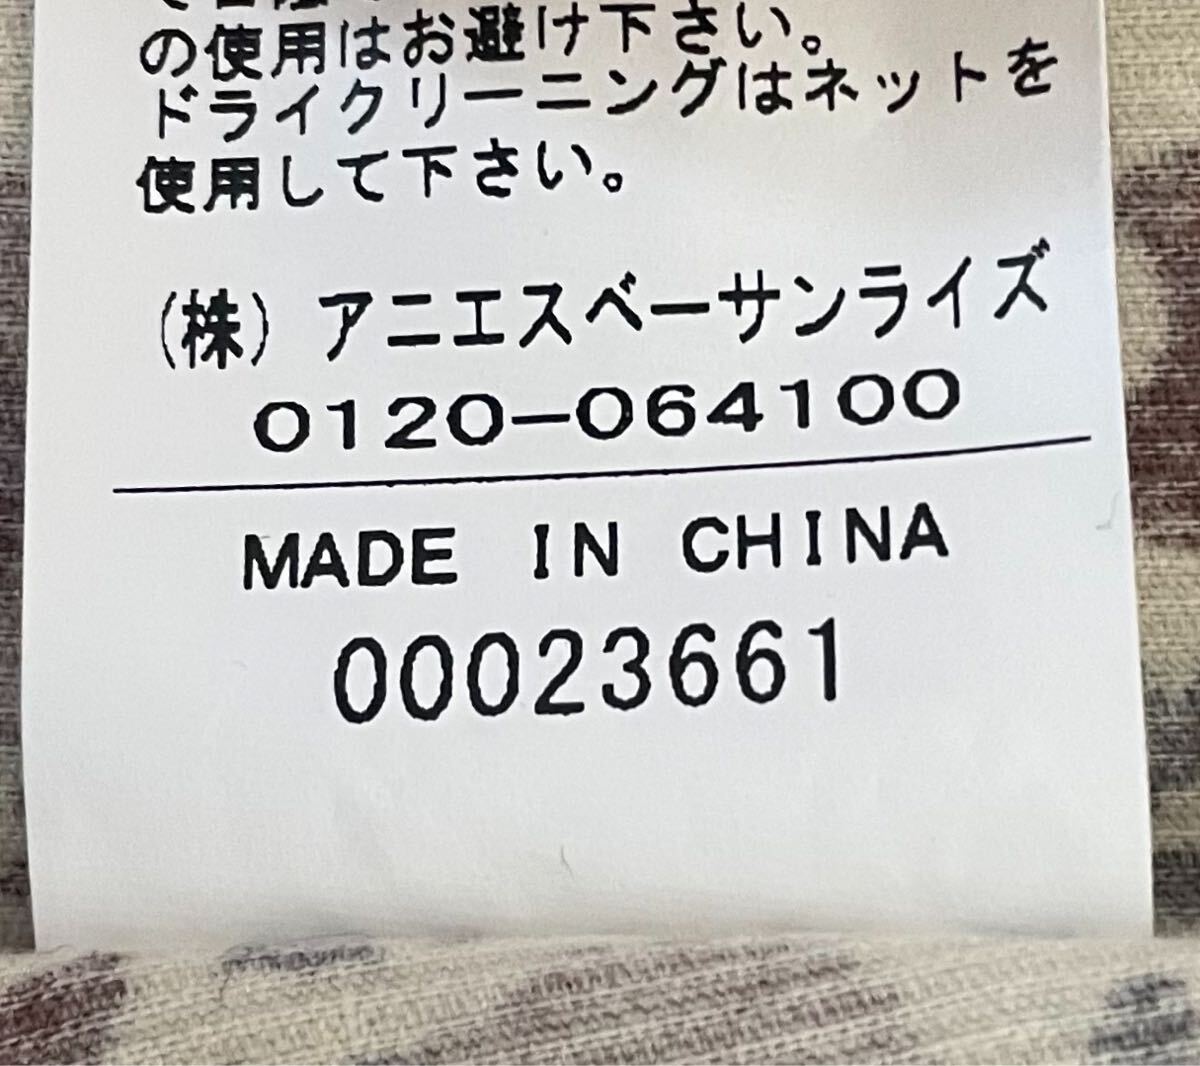 の使用はお避け下さい。
ドライクリーニングはネットを
使用して下さい。
(株)アニエスベーサンライズ
0120-064100
MADE IN CHINA
00023661